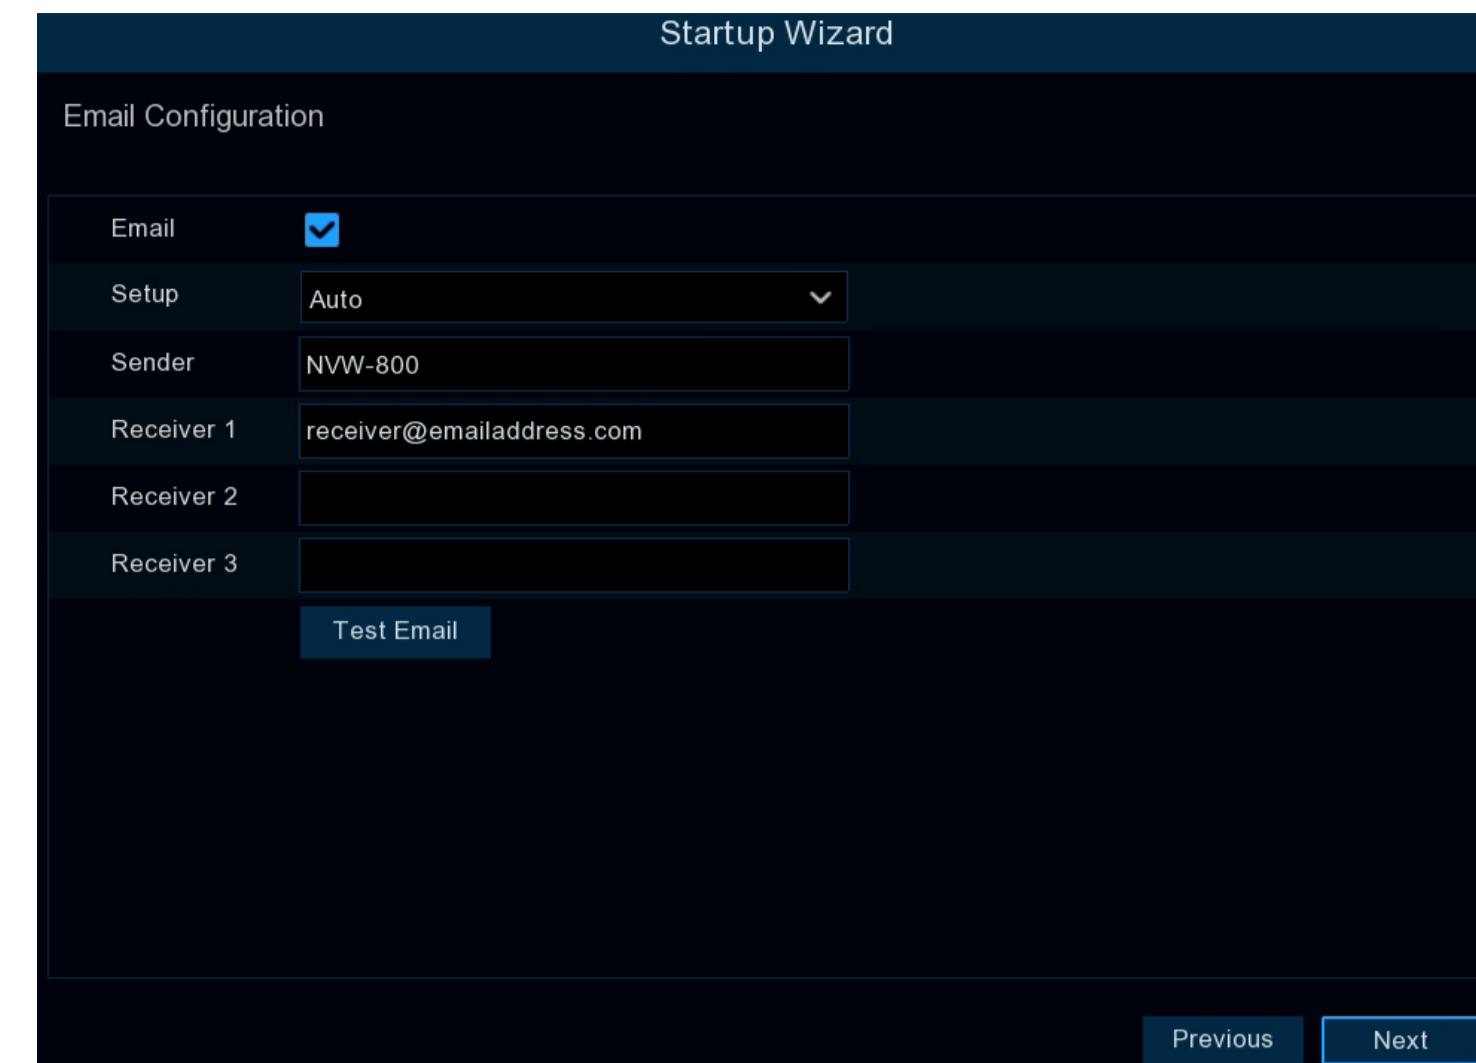 Startup Wizard
Email Configuration
Email
Setup Auto
Sender NVW-800
Receiver 1 receiver@emailaddress.com
Receiver 2
Receiver 3
Test Email
Previous Next